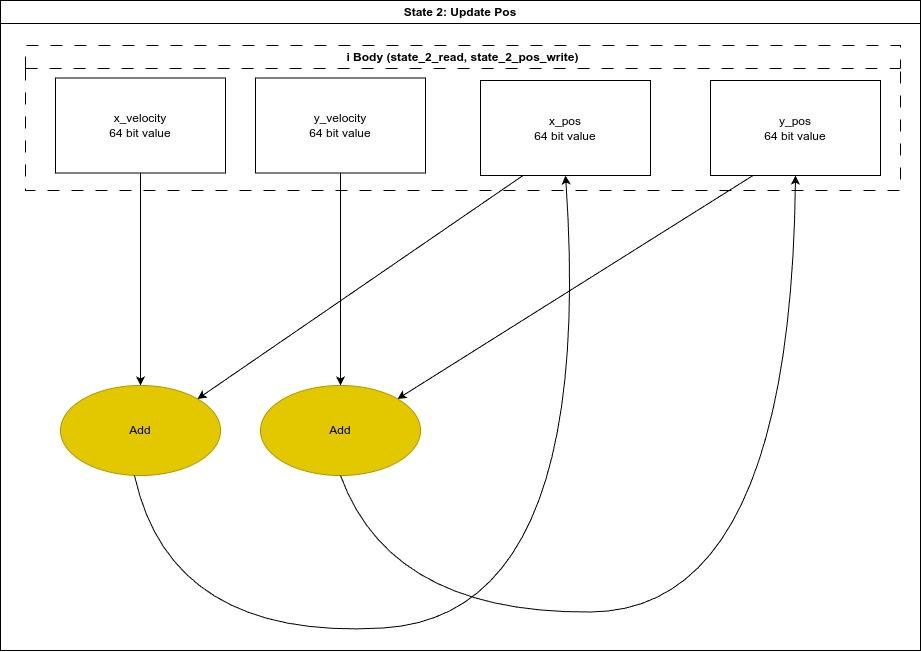 State 2: Update Pos
i Body (state_2_read, state_2_pos_write)
x_velocity
64 bit value
y_velocity
64 bit value
x_pos
64 bit value
y_pos
64 bit value
Add
Add